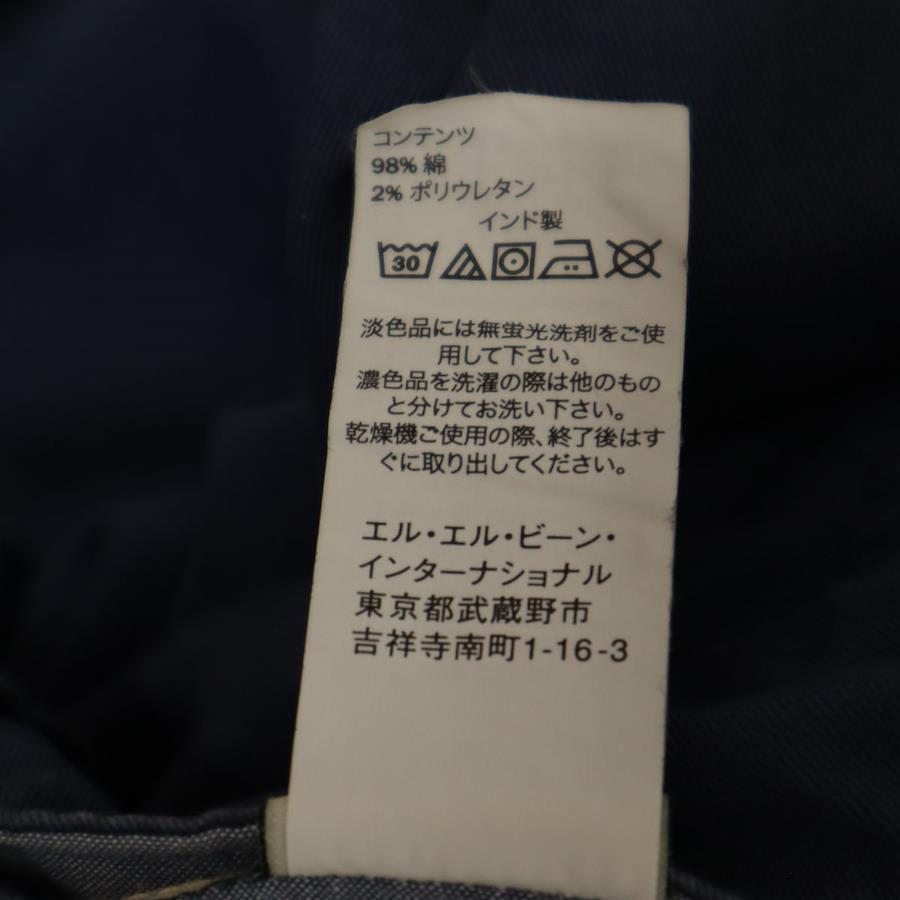 コンテンツ
98% 綿
2% ポリウレタン
インド製
30
淡色品には無蛍光洗剤をご使
用して下さい。
濃色品を洗濯の際は他のもの
と分けてお洗い下さい。
乾燥機ご使用の際、終了後はす
ぐに取り出してください。
エル・エル・ビーン・
インターナショナル
東京都武蔵野市
吉祥寺南町1-16-3